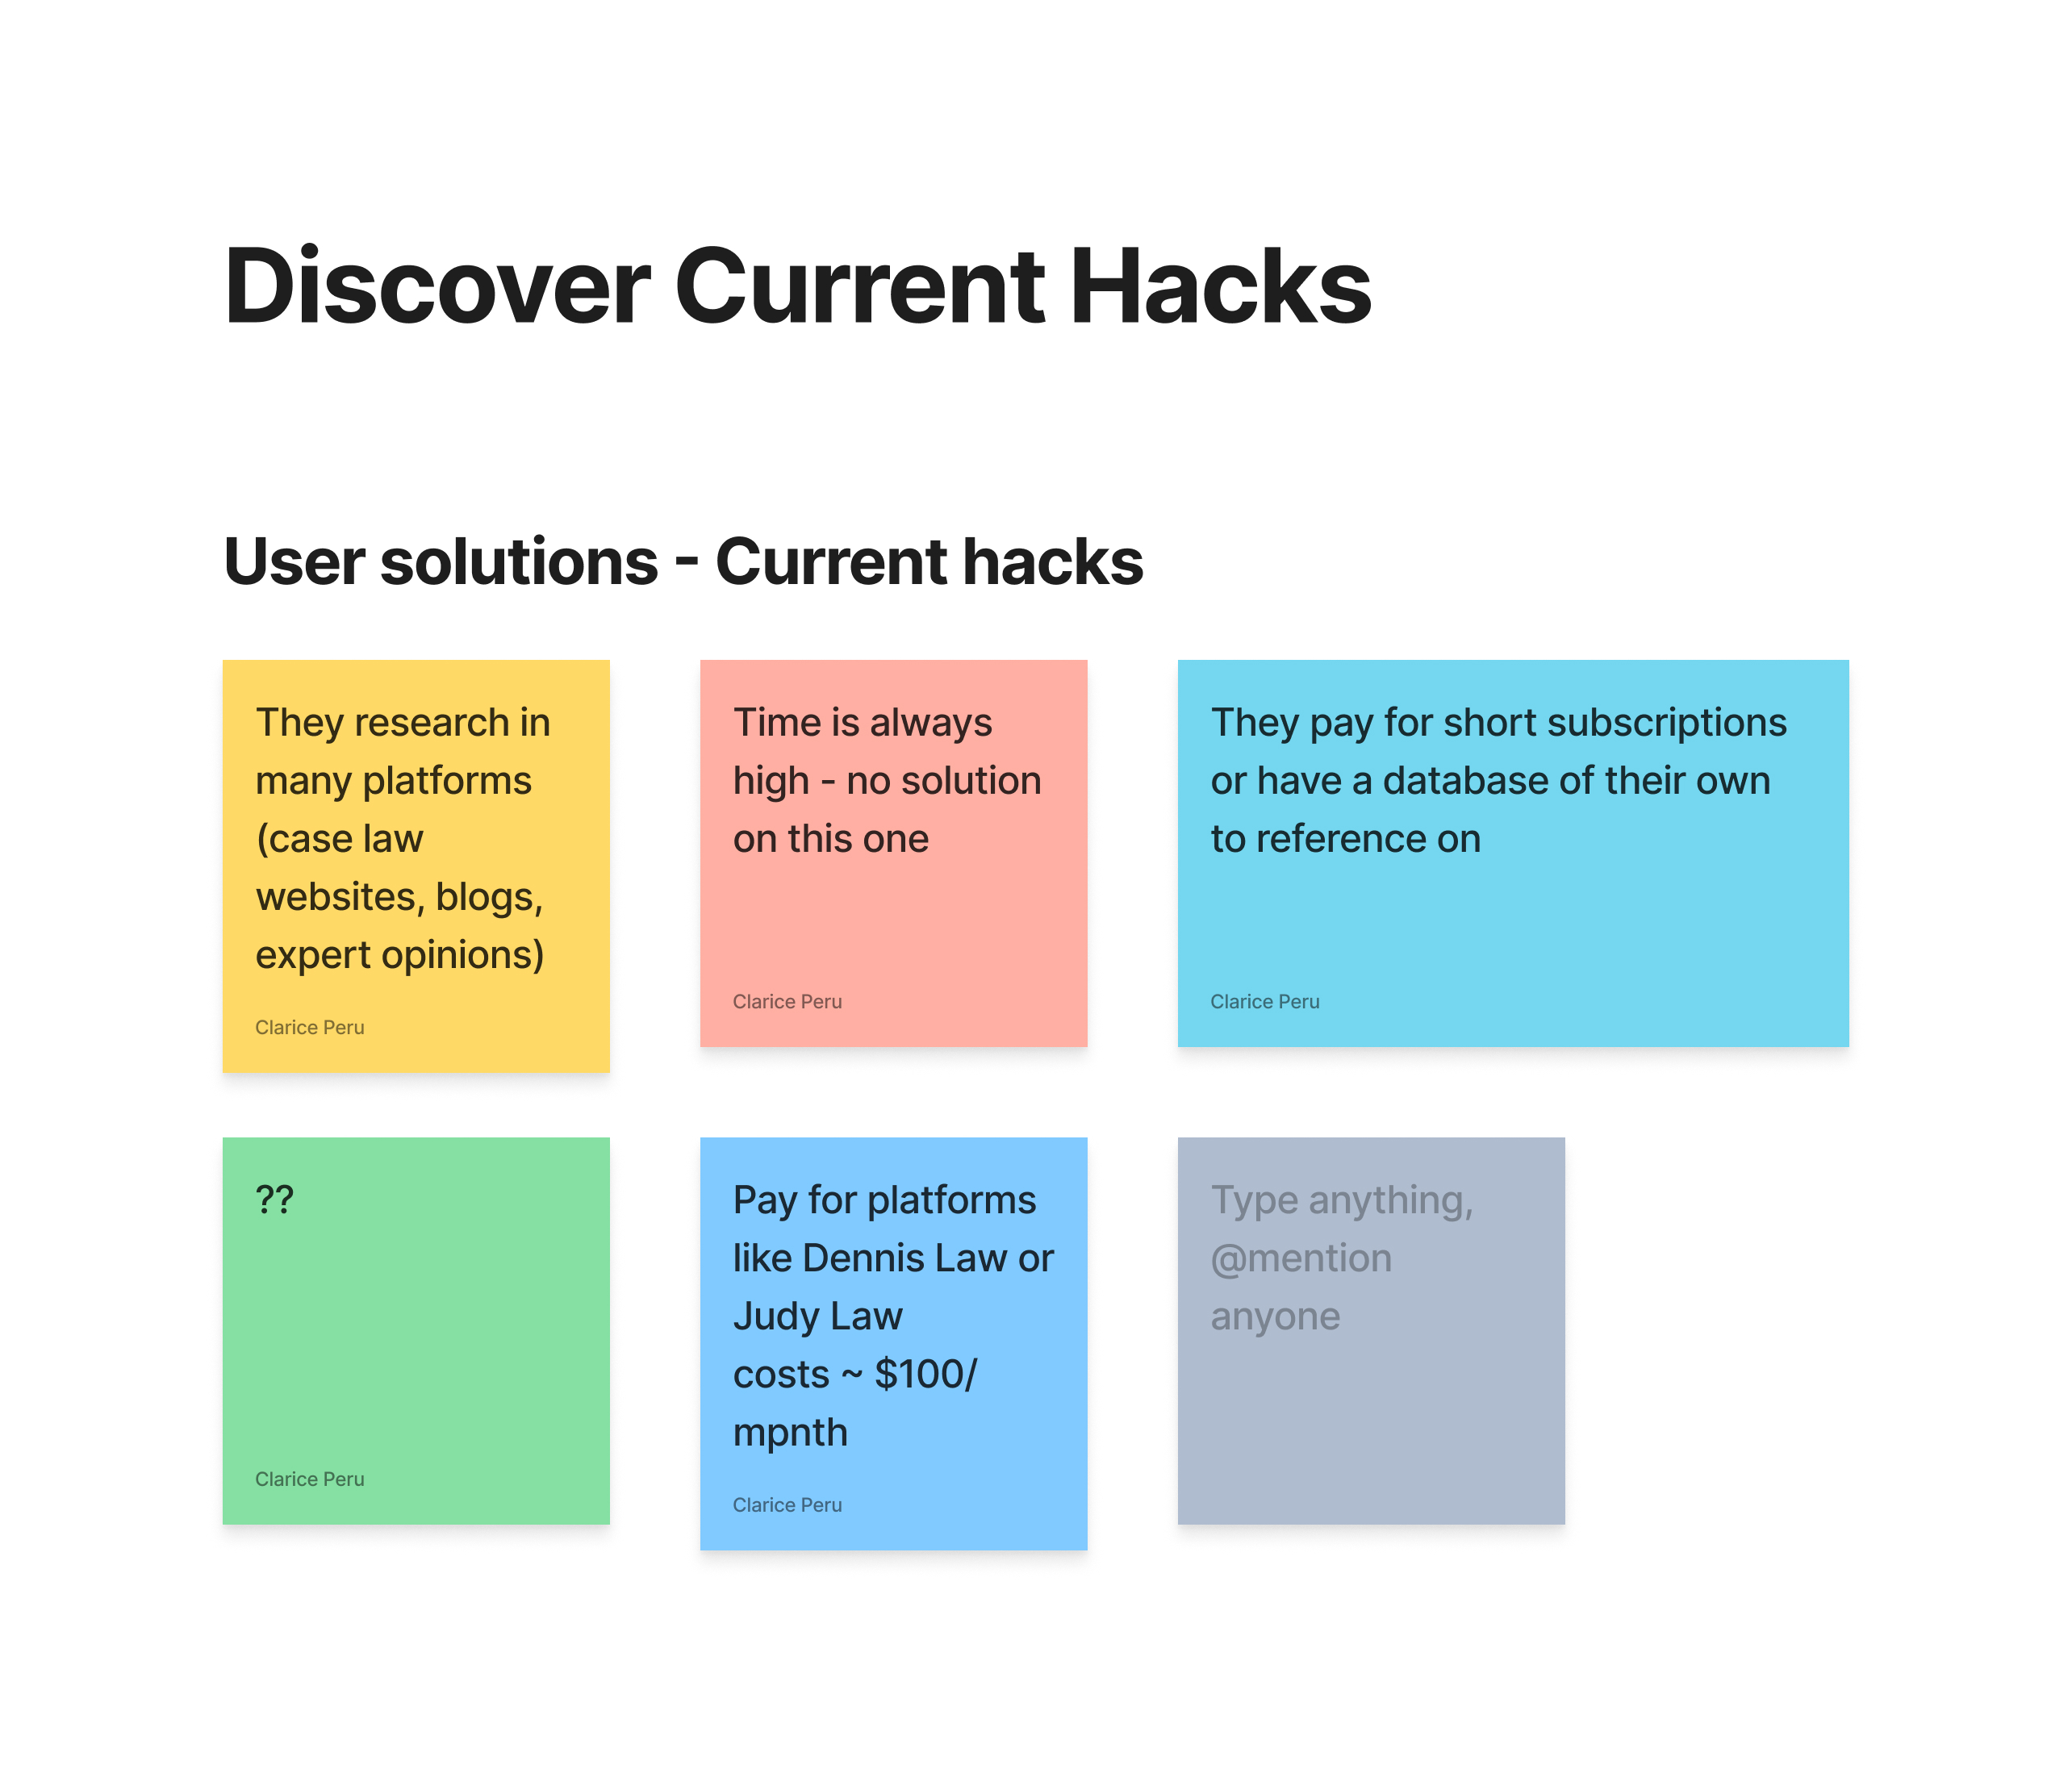 Discover Current Hacks
User solutions - Current hacks
They research in
many platforms
(case law
websites, blogs,
expert opinions)
Clarice Peru
Time is always
high - no solution
on this one
Clarice Peru
They pay for short subscriptions
or have a database of their own
to reference on
Clarice Peru
??
Clarice Peru
Pay for platforms
like Dennis Law or
Judy Law
costs ~ $100/
mpnth
Clarice Peru
Type anything,
@mention
anyone